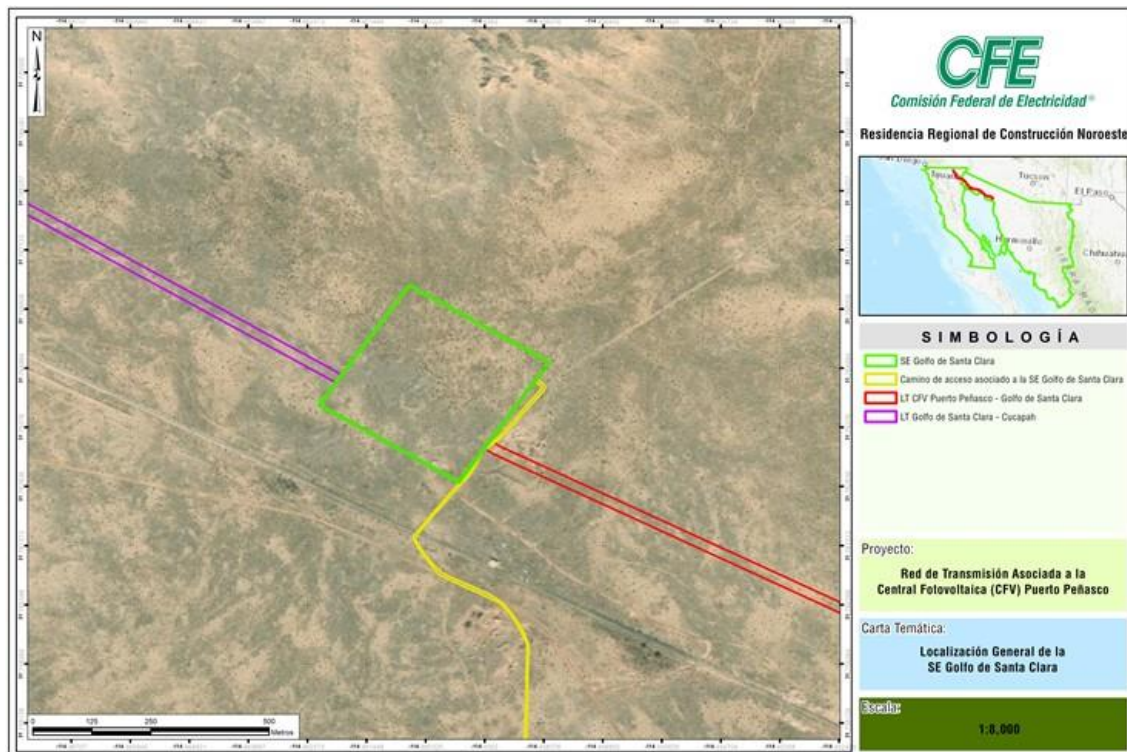 N
CFE
Comisión Federal de Electricidad®
Residencia Regional de Construcción Noroeste
Tucson
El Paso
Hermosillo
Chihuahua
SIMBOLOGÍA
SE Golfo de Santa Clara
Camino de acceso asociado a la SE Golfo de Santa Clara
LT CFV Puerto Peñasco - Golfo de Santa Clara
LT Golfo de Santa Clara - Cucapah
Proyecto:
Red de Transmisión Asociada a la
Central Fotovoltaica (CFV) Puerto Peñasco
Carta Temática:
Localización General de la
SE Golfo de Santa Clara
Escala:
1:8,000
0 125 250 500
Metros